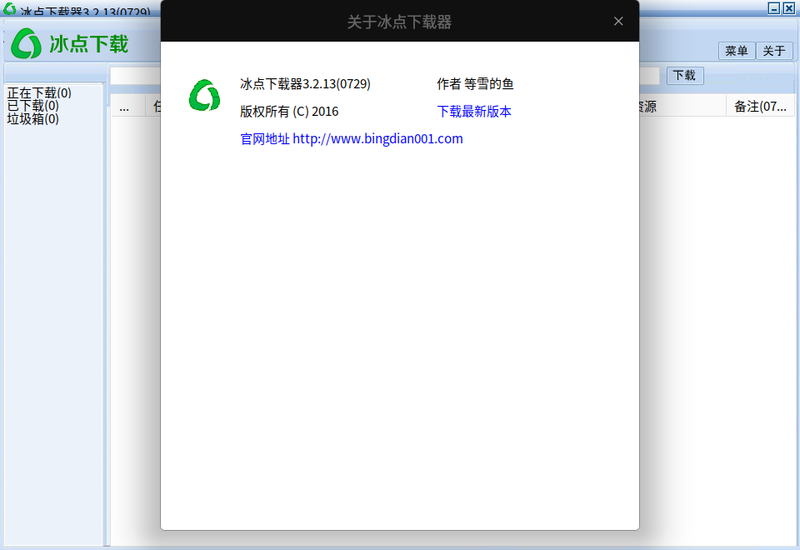 冰点下载器3.2.13(0729)
冰点下载
菜单 关于
下载
正在下载(0)
已下载(0)
垃圾箱(0)
...
资源
备注(07...
关于冰点下载器
冰点下载器3.2.13(0729)
作者 等雪的鱼
版权所有 (C) 2016
下载最新版本
官网地址 http://www.bingdian001.com